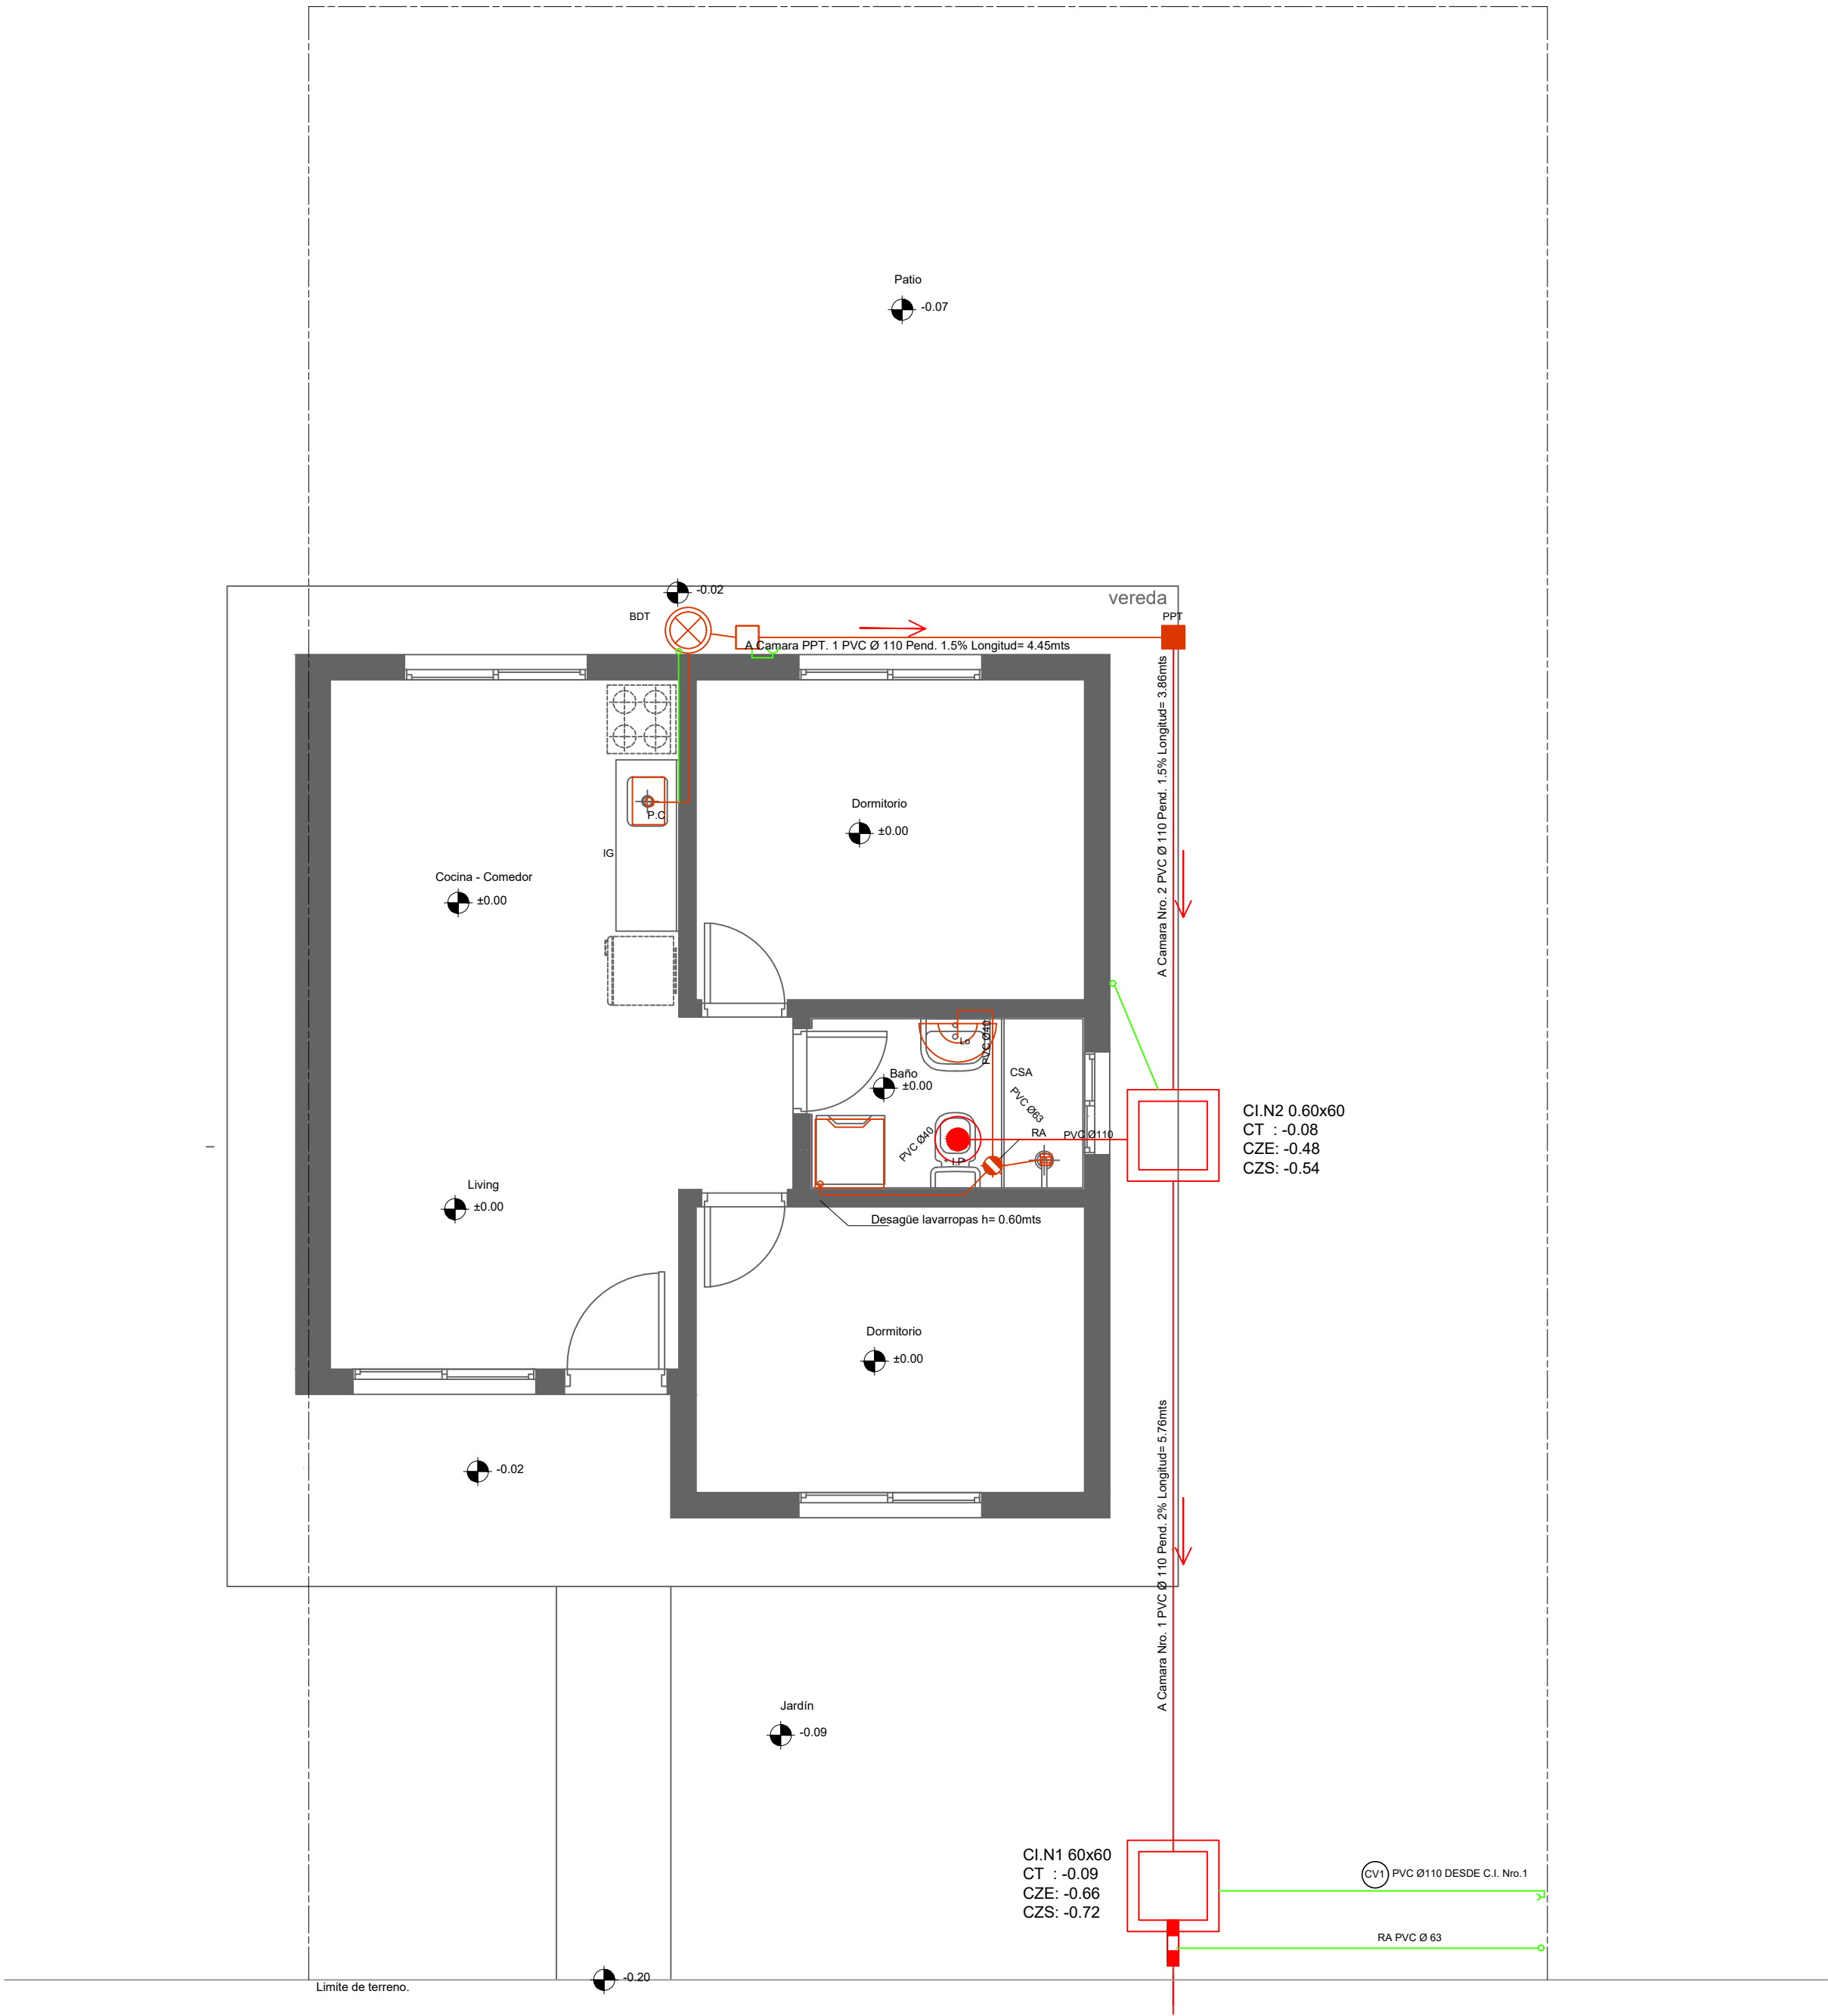 Patio
-0.07
-0.02
vereda
BDT
PPT
A Camara PPT. 1 PVC Ø 110 Pend. 1.5% Longitud= 4.45mts
A Camara Nro. 2 PVC Ø 110 Pend. 1.5% Longitud= 3.86mts
Dormitorio
±0.00
P.C
IG
Cocina - Comedor
±0.00
PVC Ø40
Lo
CSA
Baño
±0.00
PVC Ø63
RA
PVC Ø110
PVC Ø40
I.P
CI.N2 0.60x60
CT : -0.08
CZE: -0.48
CZS: -0.54
Living
±0.00
Desagüe lavarropas h= 0.60mts
Dormitorio
±0.00
-0.02
A Camara Nro. 1 PVC Ø 110 Pend. 2% Longitud= 5.76mts
Jardín
-0.09
CI.N1 60x60
CT : -0.09
CZE: -0.66
CZS: -0.72
CV1 PVC Ø110 DESDE C.I. Nro.1
RA PVC Ø 63
-0.20
Limite de terreno.